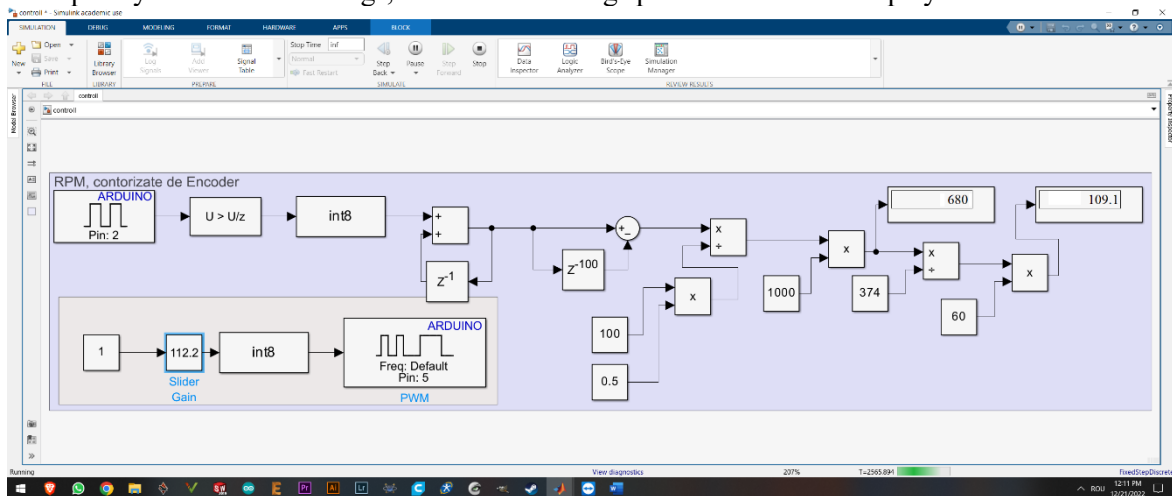 controll * - Simulink academic use
SIMULATION DEBUG MODELING FORMAT HARDWARE APPS BLOCK
New
Open
Save
Print
FILE
Library Browser
LIBRARY
Log Signals
Add Viewer
Signal Table
PREPARE
Stop Time Inf
Normal
Fast Restart
Step Back
Pause
Step Forward
Stop
SIMULATE
Data Inspector
Logic Analyzer
Bird's-Eye Scope
Simulation Manager
REVIEW RESULTS
Model Browser
controll
controll
Property Inspector
RPM, contorizate de Encoder
ARDUINO
Pin: 2
U > U/z
int8
+
+
Z-1
+-
Z-100
x
÷
x
100
0.5
x
1000
680
x
÷
374
109.1
x
60
1
112.2
Slider
Gain
int8
ARDUINO
Freq: Default
Pin: 5
PWM
Running
View diagnostics
207%
T=2565.894
FixedStepDiscrete
ROU
12:11 PM
12/21/2022